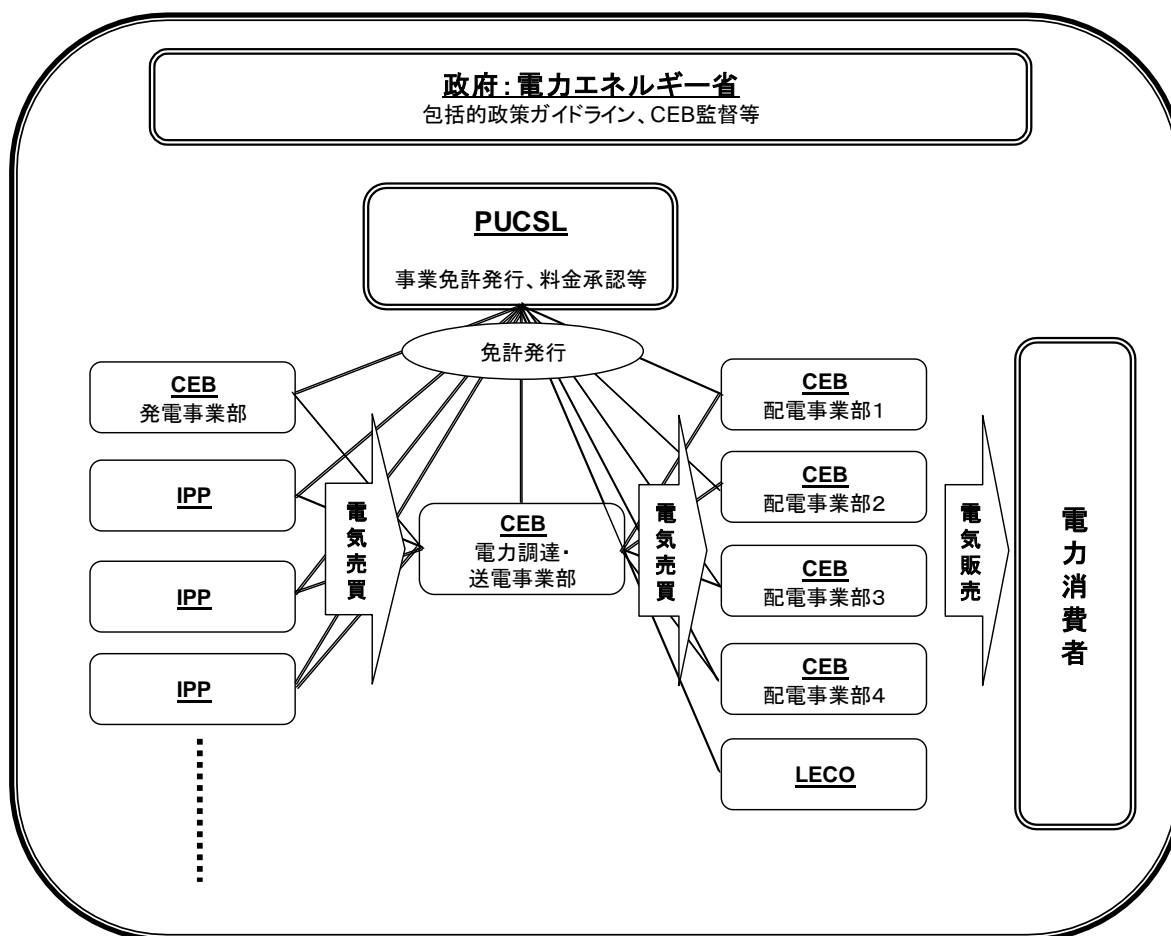 政府：電力エネルギー省
包括的政策ガイドライン、CEB監督等
PUCSL
事業免許発行、料金承認等
免許発行
CEB
発電事業部
IPP
IPP
IPP
電気売買
CEB
電力調達・
送電事業部
電気売買
CEB
配電事業部1
CEB
配電事業部2
CEB
配電事業部3
CEB
配電事業部4
LECO
電気販売
電力消費者